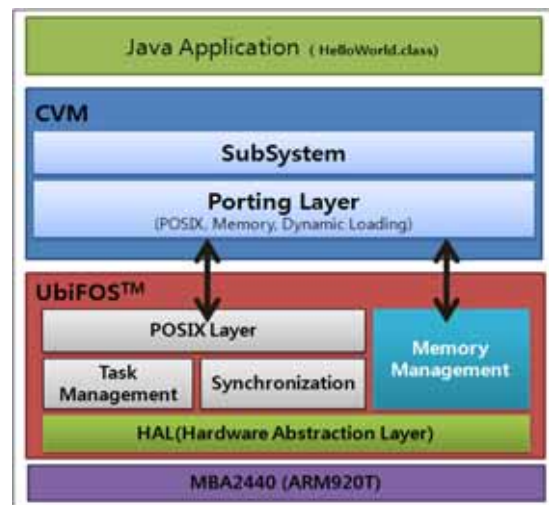 Java Application ( HelloWorld.class)
CVM
SubSystem
Porting Layer
(POSIX, Memory, Dynamic Loading)
UbiFOS™
POSIX Layer
Task
Management
Synchronization
Memory
Management
HAL(Hardware Abstraction Layer)
MBA2440 (ARM920T)